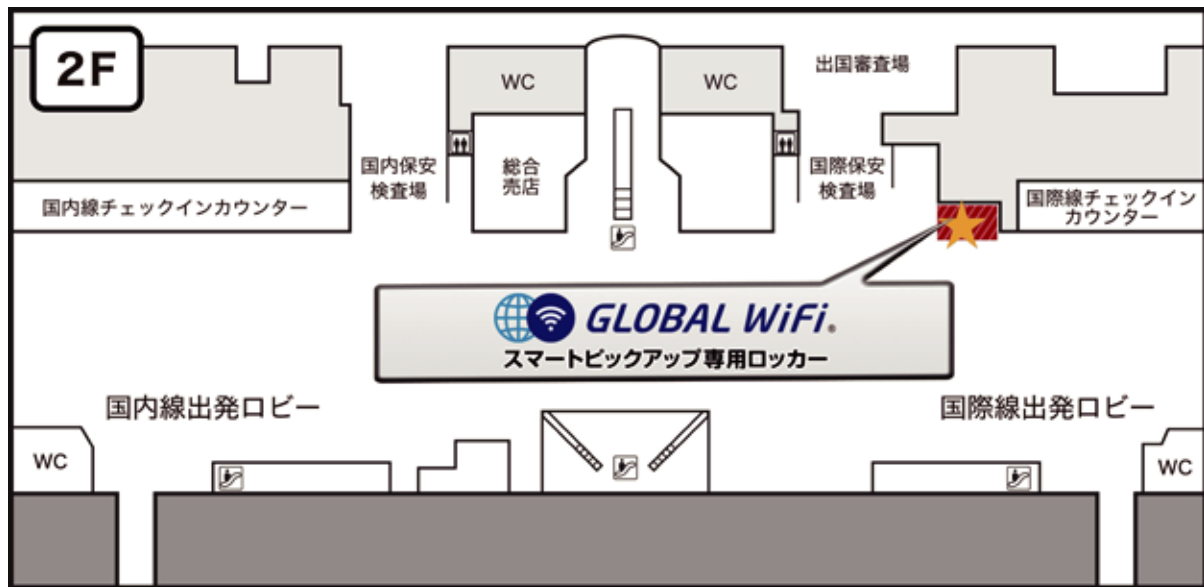 2F
WC
WC
出国審査場
国内保安
検査場
総合
売店
国際保安
検査場
国内線チェックインカウンター
国際線チェックイン
カウンター
GLOBAL WiFi®
スマートピックアップ専用ロッカー
国内線出発ロビー
国際線出発ロビー
WC
WC